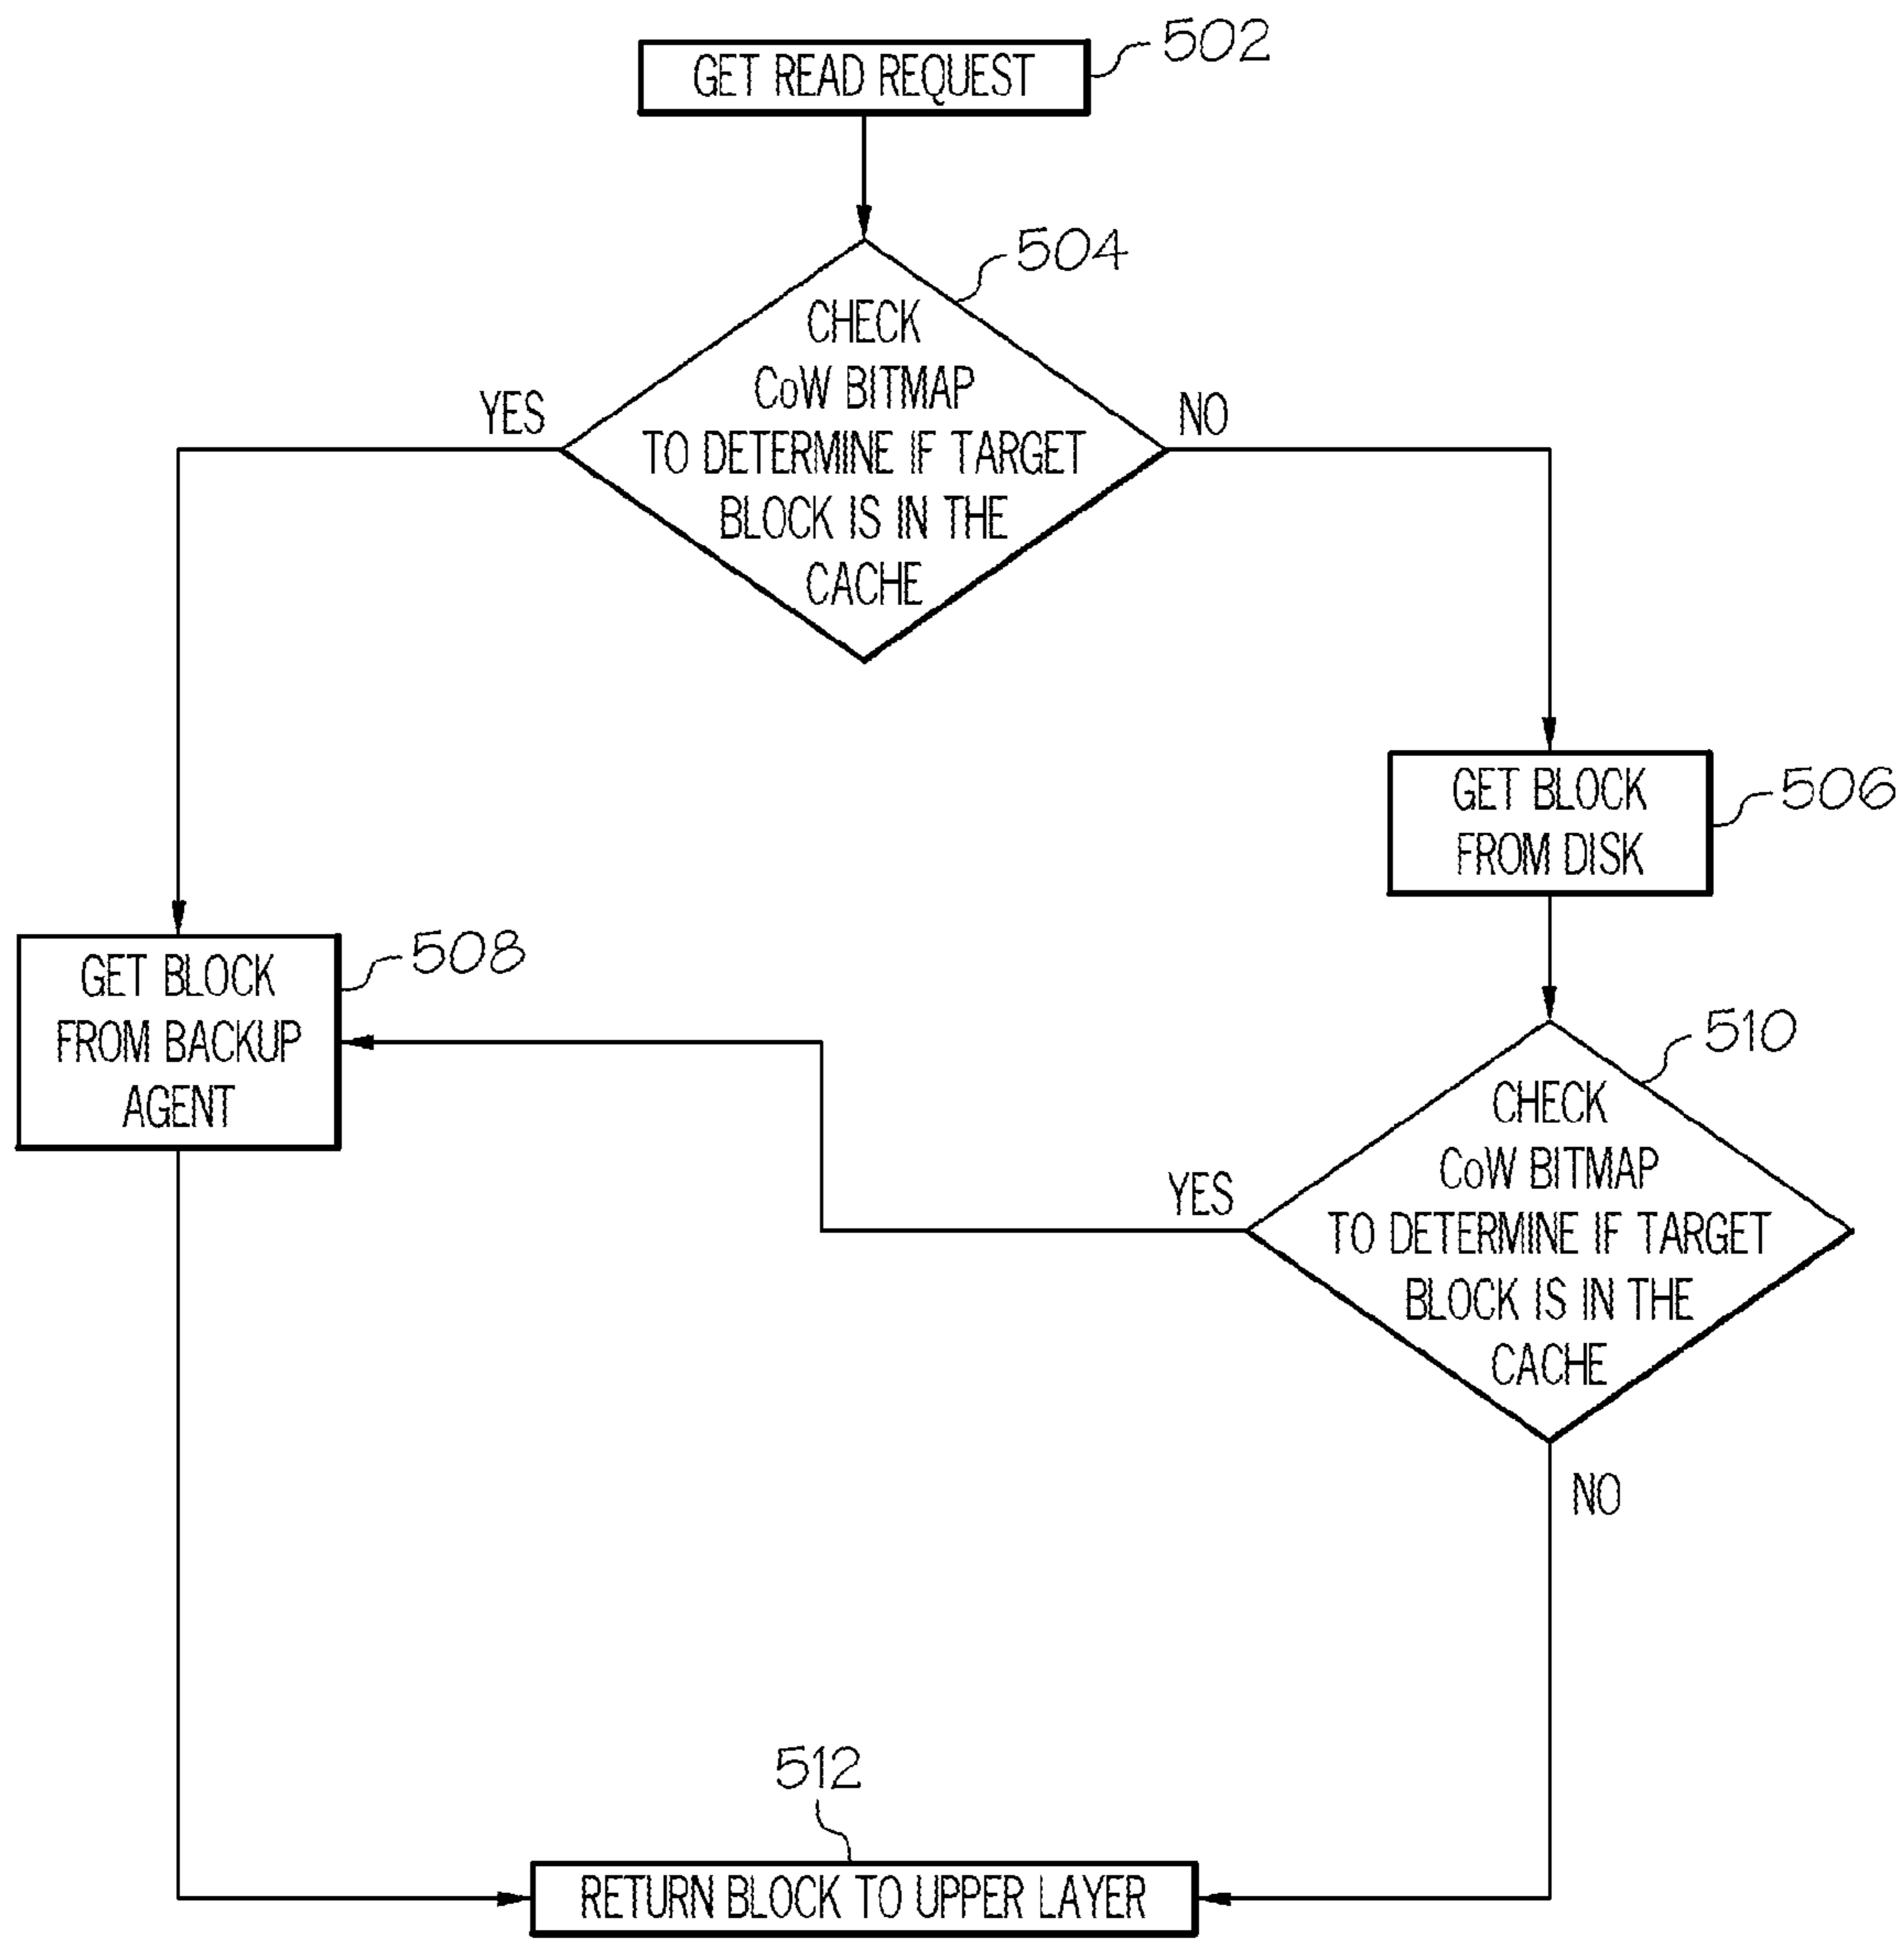 GET READ REQUEST
502
504
CHECK
CoW BITMAP
TO DETERMINE IF TARGET
BLOCK IS IN THE
CACHE
YES
NO
GET BLOCK
FROM DISK
506
GET BLOCK
FROM BACKUP
AGENT
508
510
CHECK
CoW BITMAP
TO DETERMINE IF TARGET
BLOCK IS IN THE
CACHE
YES
NO
512
RETURN BLOCK TO UPPER LAYER